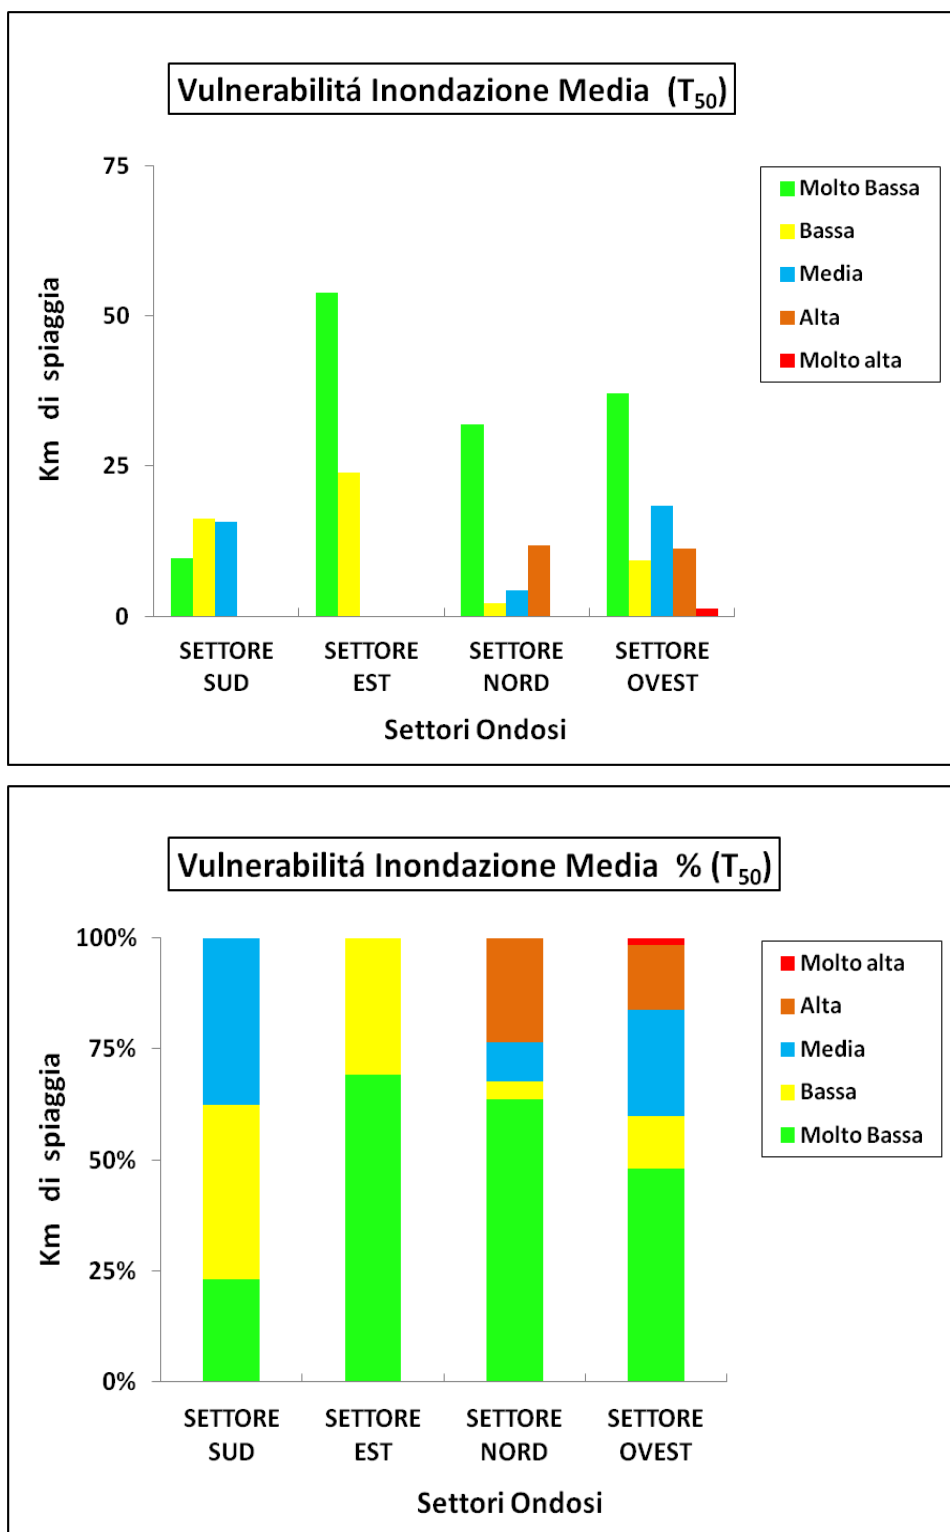 Vulnerabilitá Inondazione Media (T50)
75
50
25
0
Km di spiaggia
SETTORE SUD
SETTORE EST
SETTORE NORD
SETTORE OVEST
Settori Ondosi
Molto Bassa
Bassa
Media
Alta
Molto alta
Vulnerabilitá Inondazione Media % (T50)
100%
75%
50%
25%
0%
Km di spiaggia
SETTORE SUD
SETTORE EST
SETTORE NORD
SETTORE OVEST
Settori Ondosi
Molto alta
Alta
Media
Bassa
Molto Bassa